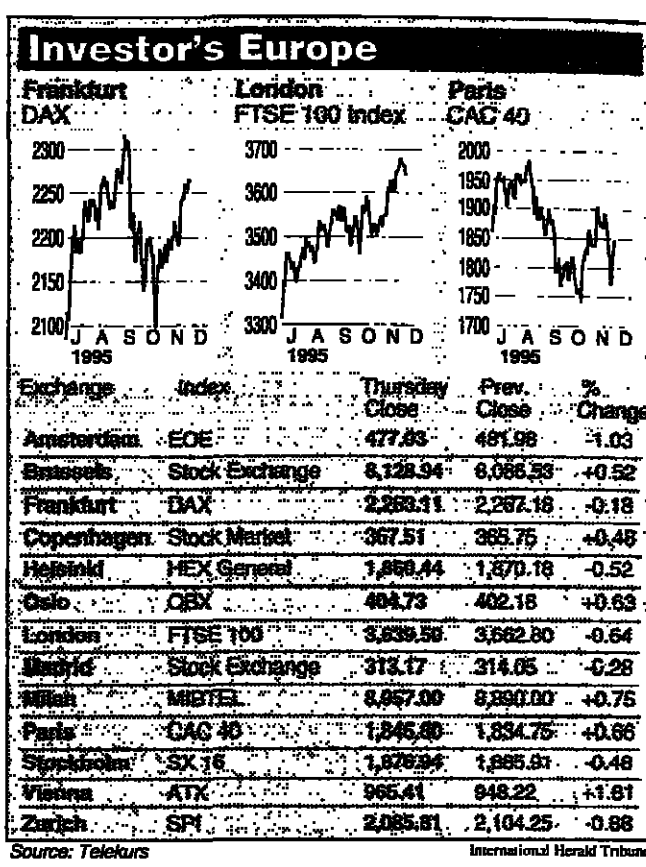 Investor's Europe
Frankfurt
DAX
London
FTSE 100 Index
Paris
CAC 40
2300
2250
2200
2150
2100
J A S O N D
1995
3700
3600
3500
3400
3300
J A S O N D
1995
2000
1950
1900
1850
1800
1750
1700
J A S O N D
1995
Exchange Index Thursday Close Prev. Close % Change
Amsterdam EOE 477.03 481.98 -1.03
Brussels Stock Exchange 8,128.94 8,086.53 +0.52
Frankfurt DAX 2,263.11 2,267.18 -0.18
Copenhagen Stock Market 367.51 365.75 +0.48
Helsinki HEX General 1,860.44 1,870.18 -0.52
Oslo OBX 404.73 402.18 +0.63
London FTSE 100 3,639.50 3,662.80 -0.64
Madrid Stock Exchange 313.17 314.05 -0.28
Milan MIBTEL 8,957.00 8,890.00 +0.75
Paris CAC 40 1,846.80 1,834.75 +0.66
Stockholm SX 16 1,876.94 1,885.91 -0.48
Vienna ATX 965.41 948.22 +1.81
Zurich SPI 2,085.81 2,104.25 -0.88
Source: Telekurs
International Herald Tribune